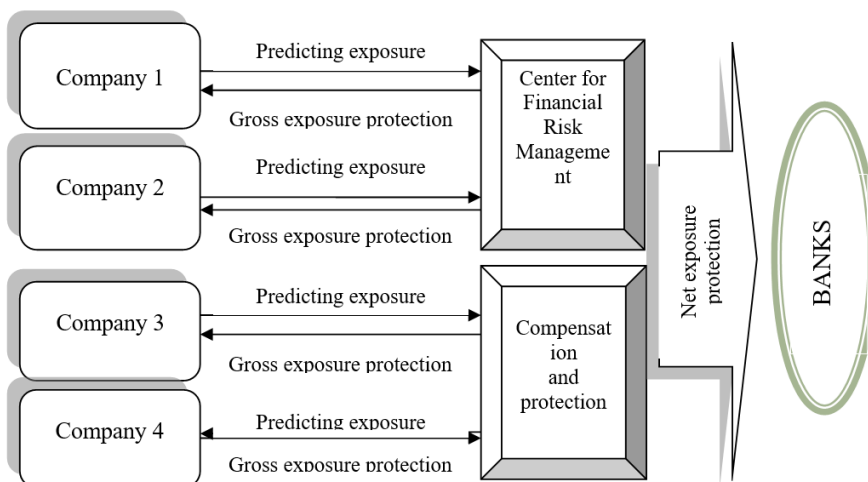 Company 1
Predicting exposure
Gross exposure protection
Company 2
Predicting exposure
Gross exposure protection
Company 3
Predicting exposure
Gross exposure protection
Company 4
Predicting exposure
Gross exposure protection
Center for
Financial
Risk
Manageme
nt
Compensat
ion
and
protection
Net exposure
protection
BANKS